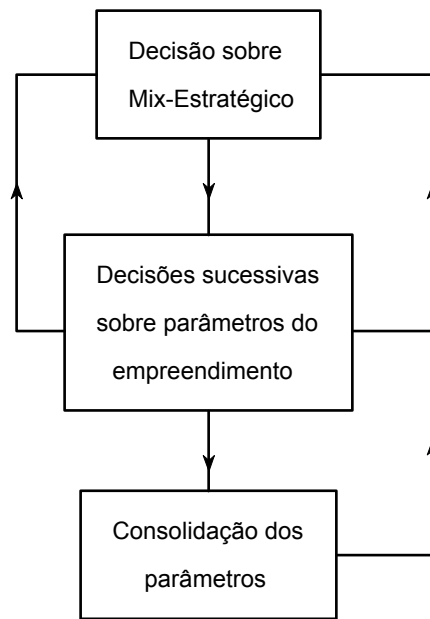 Decisão sobre
Mix-Estratégico
Decisões sucessivas
sobre parâmetros do
empreendimento
Consolidação dos
parâmetros